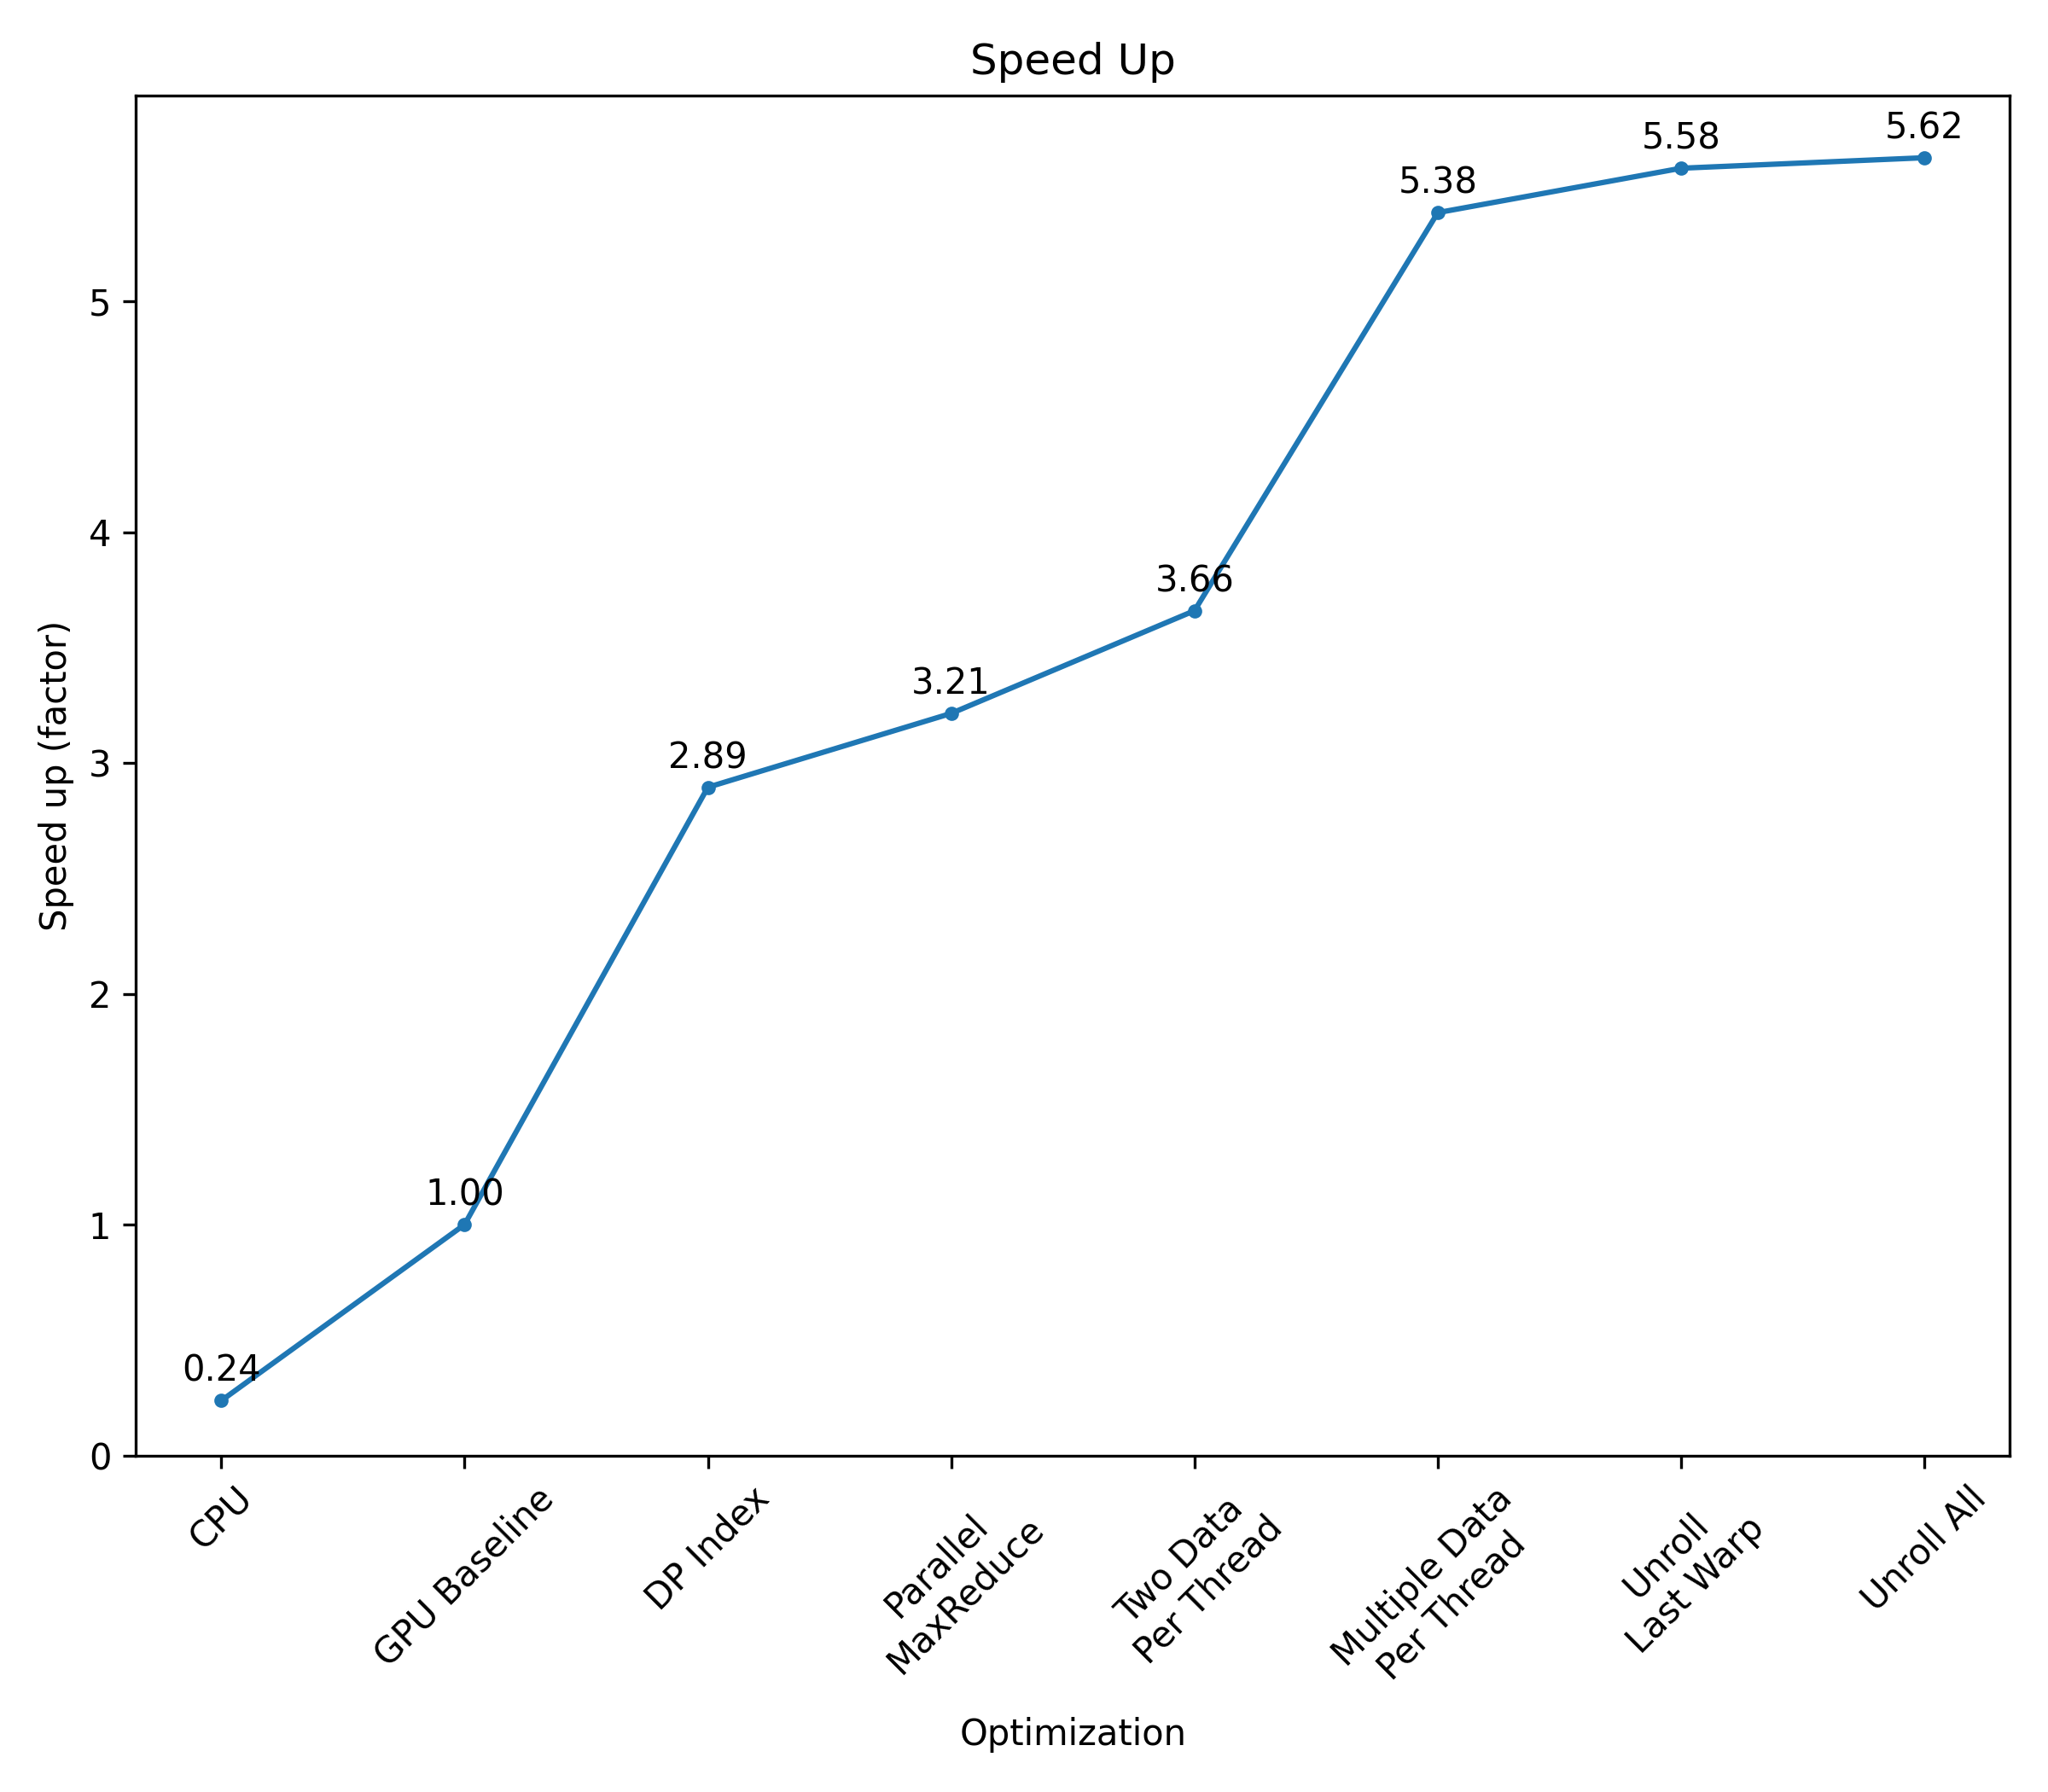 Speed Up
5.62
5.58
5.38
5
4
3.66
3.21
3
2.89
2
1.00
1
0.24
0
Speed up (factor)
CPU
GPU Baseline
DP Index
Parallel
MaxReduce
Two Data
Per Thread
Multiple Data
Per Thread
Unroll
Last Warp
Unroll All
Optimization